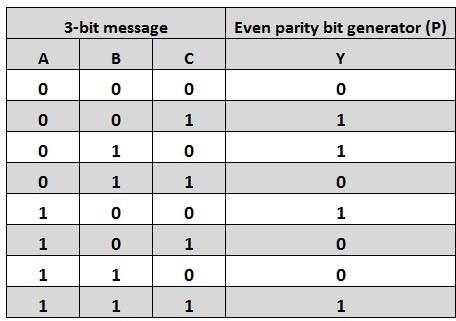 3-bit message Even parity bit generator (P)
A B C Y
0 0 0 0
0 0 1 1
0 1 0 1
0 1 1 0
1 0 0 1
1 0 1 0
1 1 0 0
1 1 1 1